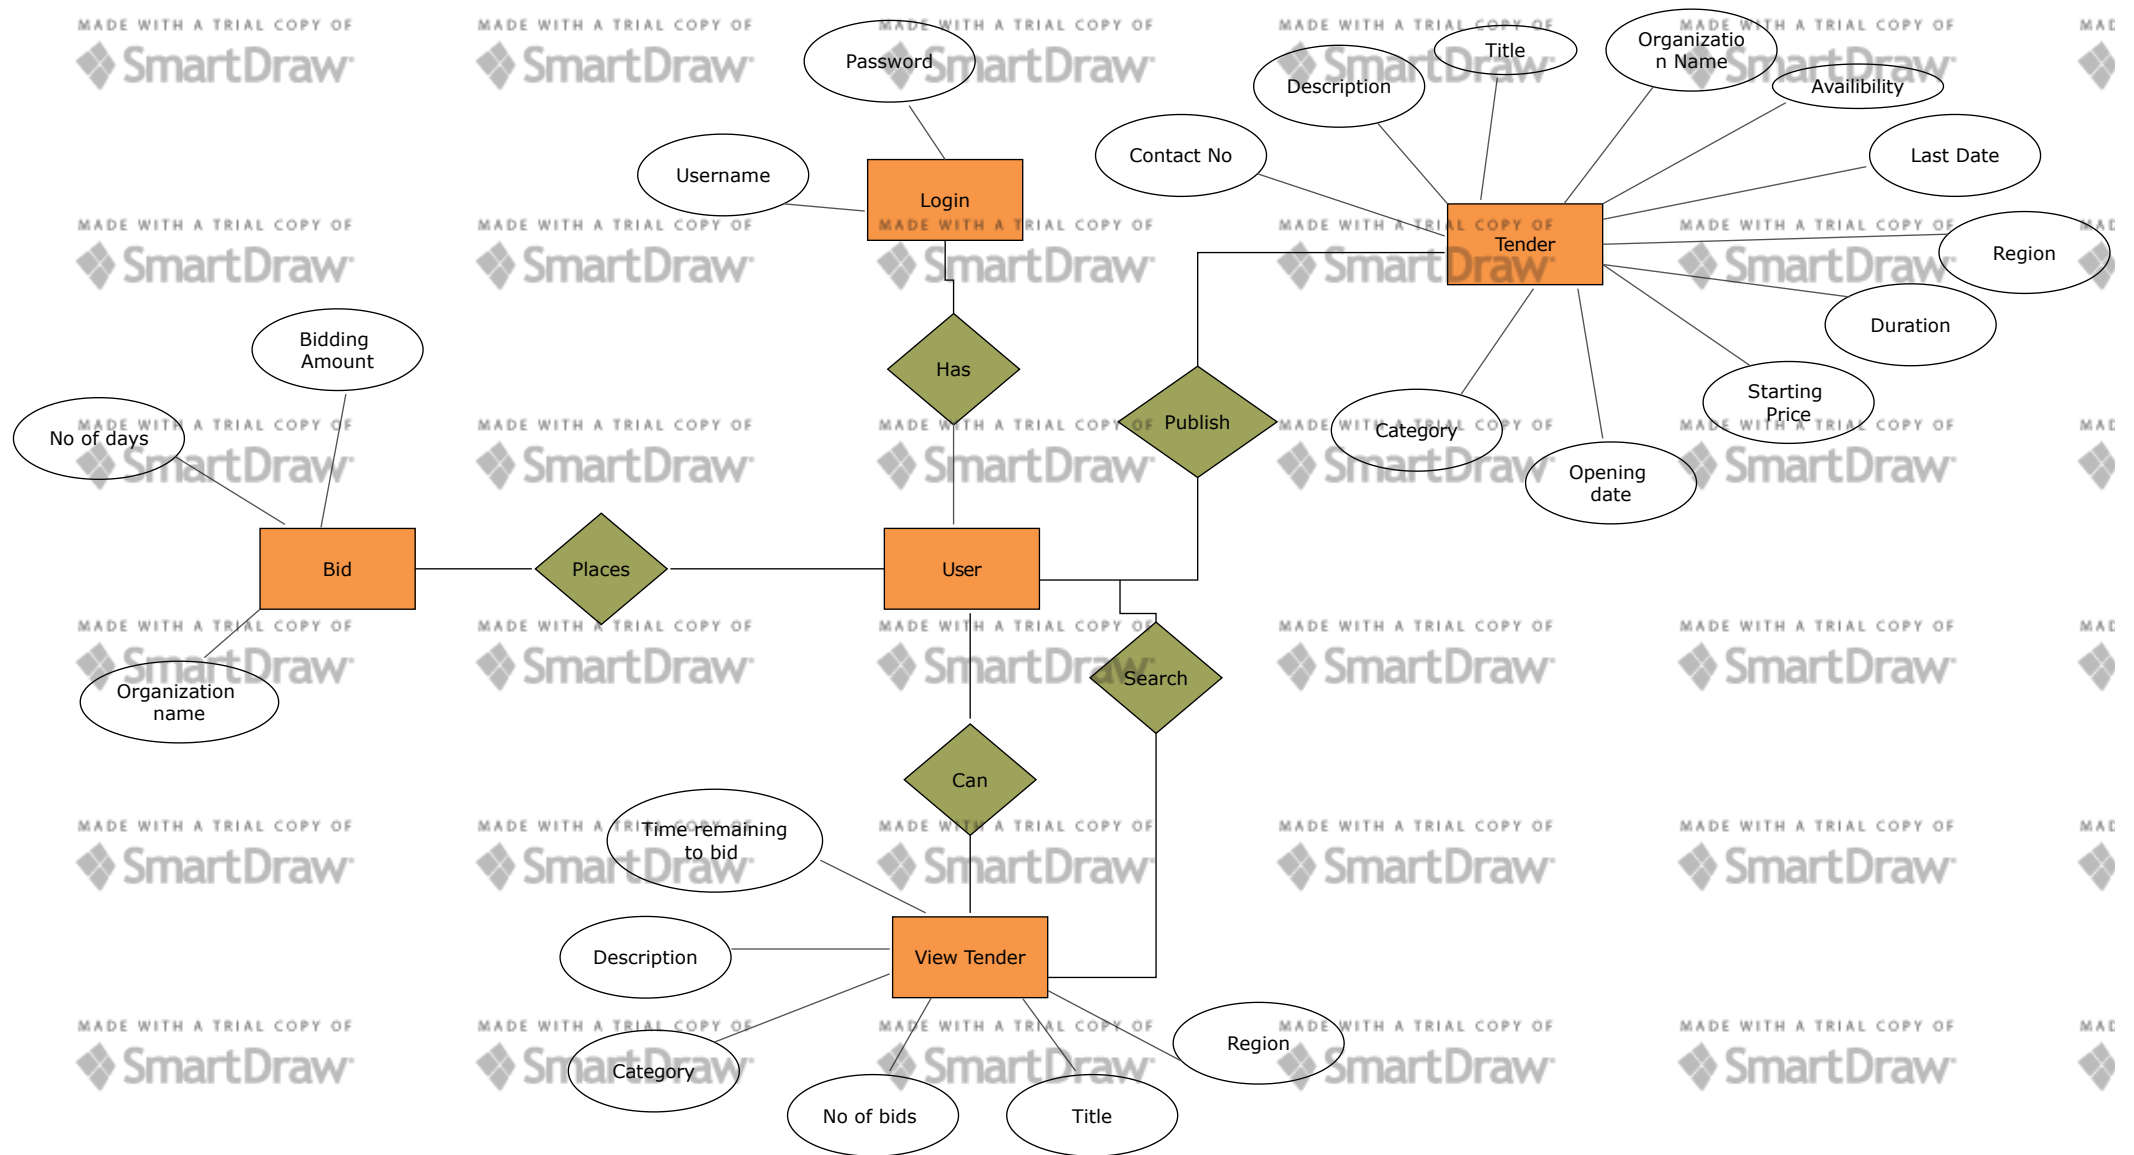 MADE WITH A TRIAL COPY OF
SmartDraw
Password
Title
Organizatio
n Name
Description
Availibility
Contact No
Last Date
Username
Login
Tender
Region
Duration
Bidding
Amount
Has
Starting
Price
Publish
Category
No of days
Opening
date
Bid
Places
User
Search
Organization
name
Can
Time remaining
to bid
Description
View Tender
Region
Category
No of bids
Title